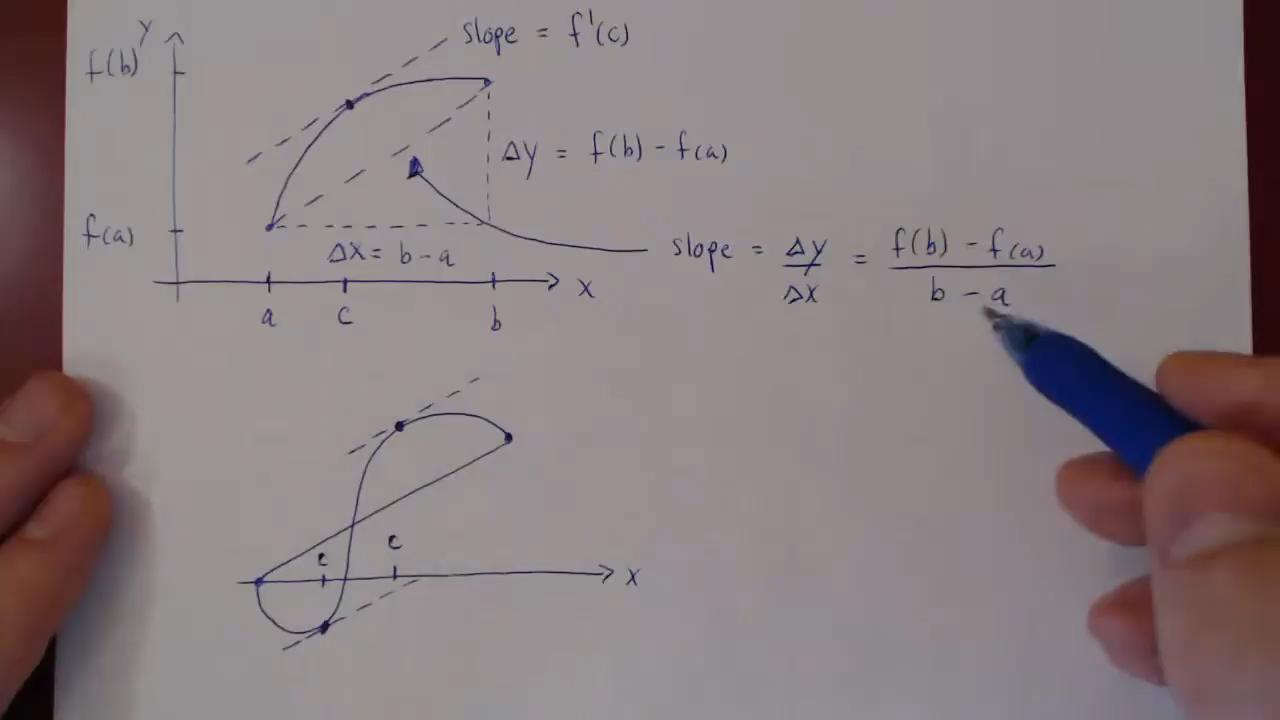 y
slope = f'(c)
f(b)
Δy = f(b) - f(a)
f(a)
Δx = b - a
slope = Δy/Δx = f(b) - f(a)/b - a
x
a c b
c c
x